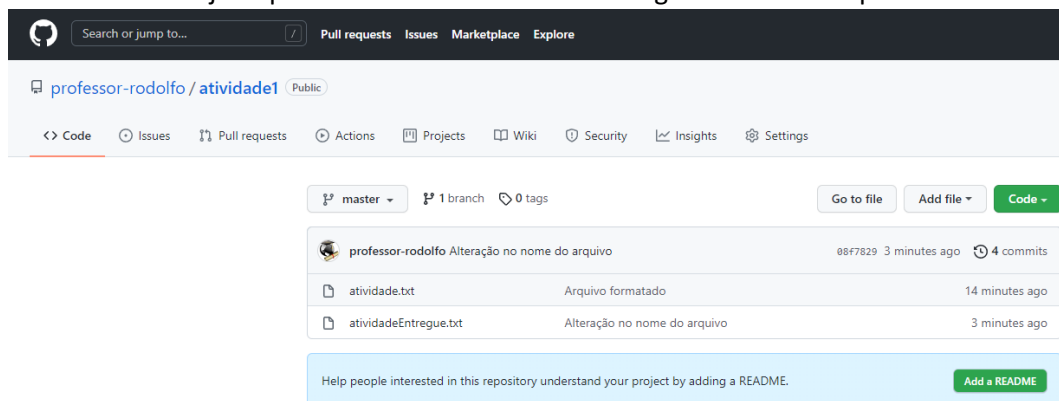 Search or jump to... / Pull requests Issues Marketplace Explore
professor-rodolfo / atividade1 Public
<> Code Issues Pull requests Actions Projects Wiki Security Insights Settings
master 1 branch 0 tags Go to file Add file Code
professor-rodolfo Alteração no nome do arquivo 08f7829 3 minutes ago 4 commits
atividade.txt Arquivo formatado 14 minutes ago
atividadeEntregue.txt Alteração no nome do arquivo 3 minutes ago
Help people interested in this repository understand your project by adding a README. Add a README